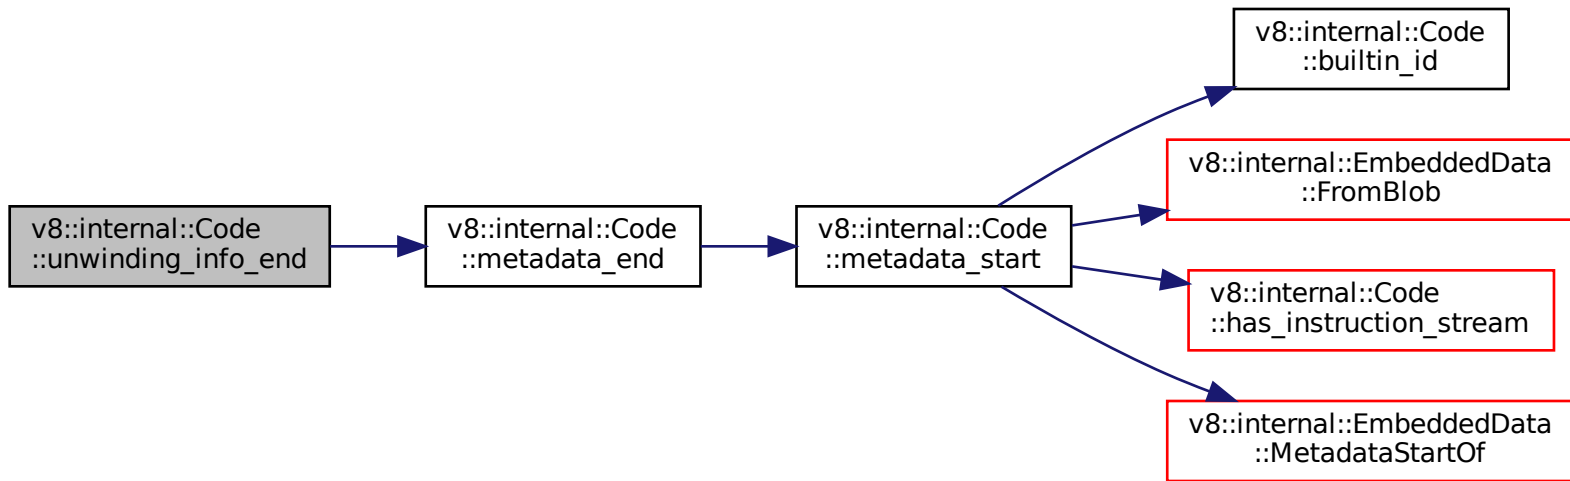 v8::internal::Code
::unwinding_info_end
v8::internal::Code
::metadata_end
v8::internal::Code
::metadata_start
v8::internal::Code
::builtin_id
v8::internal::EmbeddedData
::FromBlob
v8::internal::Code
::has_instruction_stream
v8::internal::EmbeddedData
::MetadataStartOf